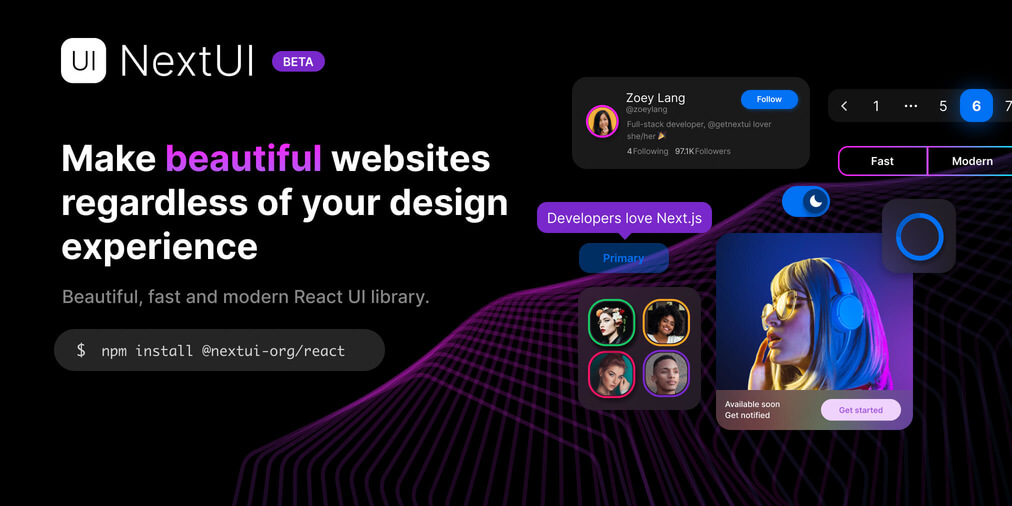 UI NextUI BETA
Make beautiful websites
regardless of your design
experience
Beautiful, fast and modern React UI library.
$ npm install @nextui-org/react
Zoey Lang
@zoeylang
Follow
Full-stack developer, @getnextui lover
she/her 🎉
4 Following 97.1K Followers
1 ... 5 6 7
Fast Modern
Developers love Next.js
Primary
Available soon
Get notified
Get started